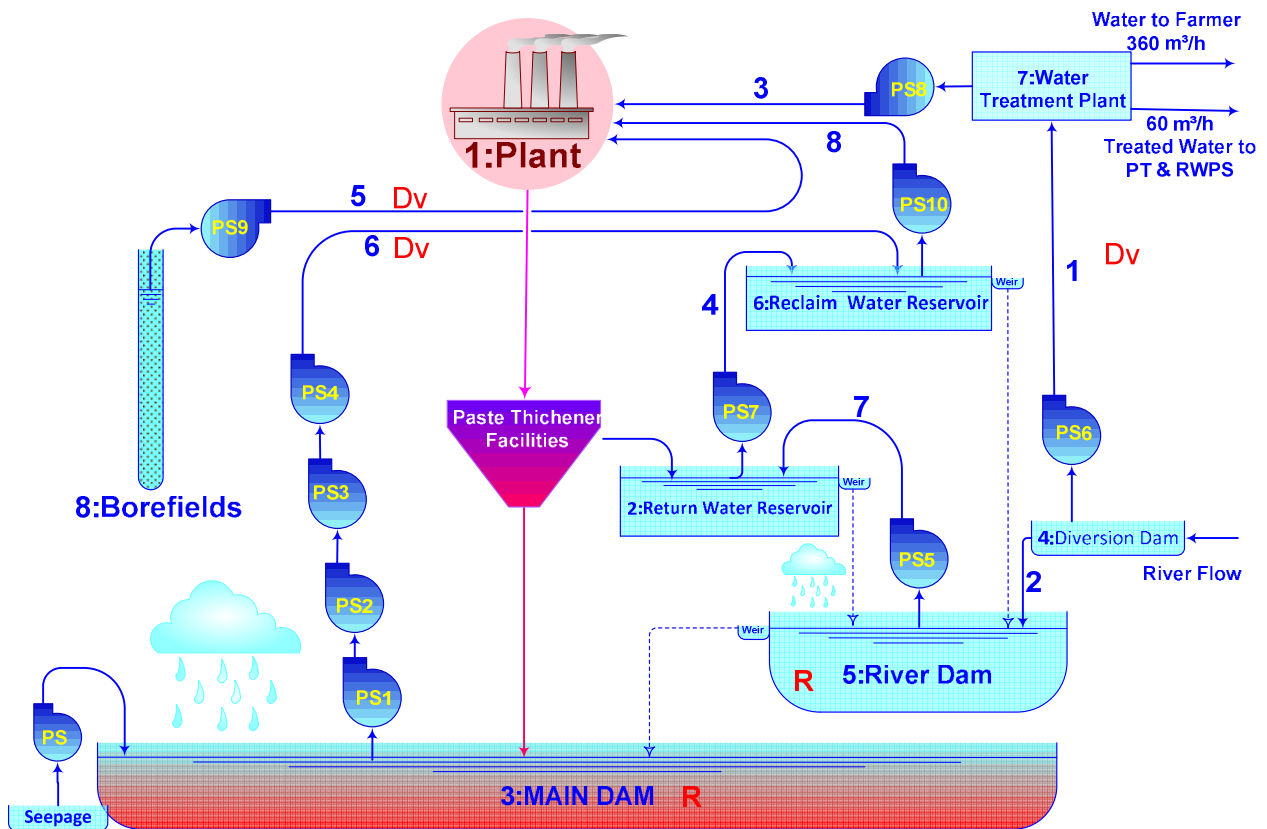 Water to Farmer
360 m³/h
7:Water
Treatment Plant
60 m³/h
Treated Water to
PT & RWPS
PS8
3
8
1:Plant
5 Dv
PS9
PS10
6 Dv
1 Dv
4
6:Reclaim Water Reservoir
Weir
PS4
PS7
7
PS6
Paste Thichener
Facilities
PS3
8:Borefields
2:Return Water Reservoir
Weir
4:Diversion Dam
River Flow
PS5
2
PS2
Weir
R
5:River Dam
PS1
PS
3:MAIN DAM R
Seepage